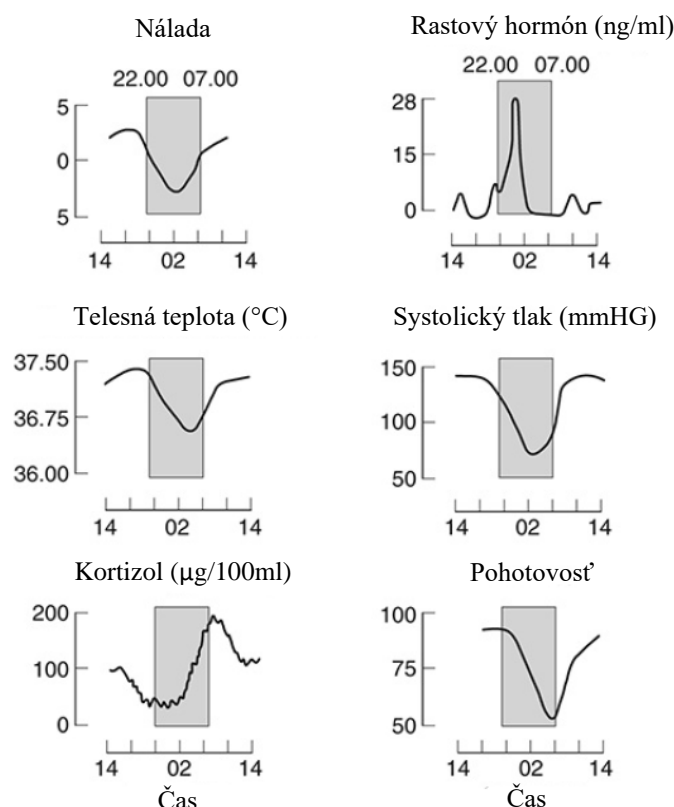 Nálada
22.00 07.00
5
0
5
14 02 14
Rastový hormón (ng/ml)
22.00 07.00
28
15
0
14 02 14
Telesná teplota (°C)
37.50
36.75
36.00
14 02 14
Systolický tlak (mmHG)
150
100
50
14 02 14
Kortizol (µg/100ml)
200
100
0
14 02 14
Čas
Pohotovosť
100
75
50
14 02 14
Čas